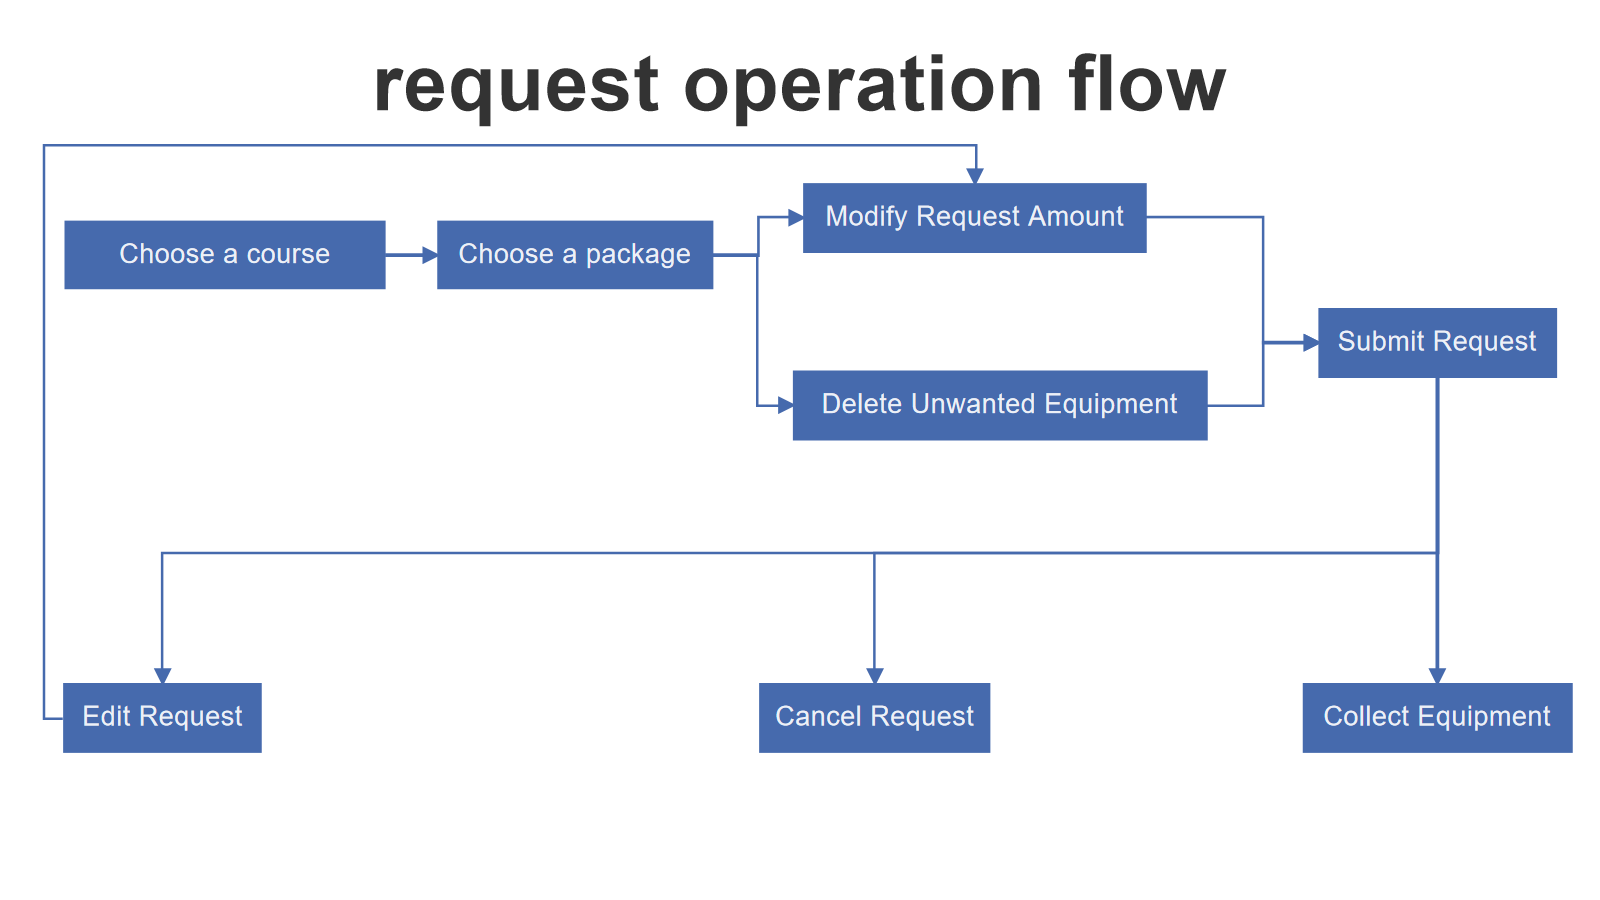 request operation flow
Modify Request Amount
Choose a course
Choose a package
Submit Request
Delete Unwanted Equipment
Edit Request
Cancel Request
Collect Equipment